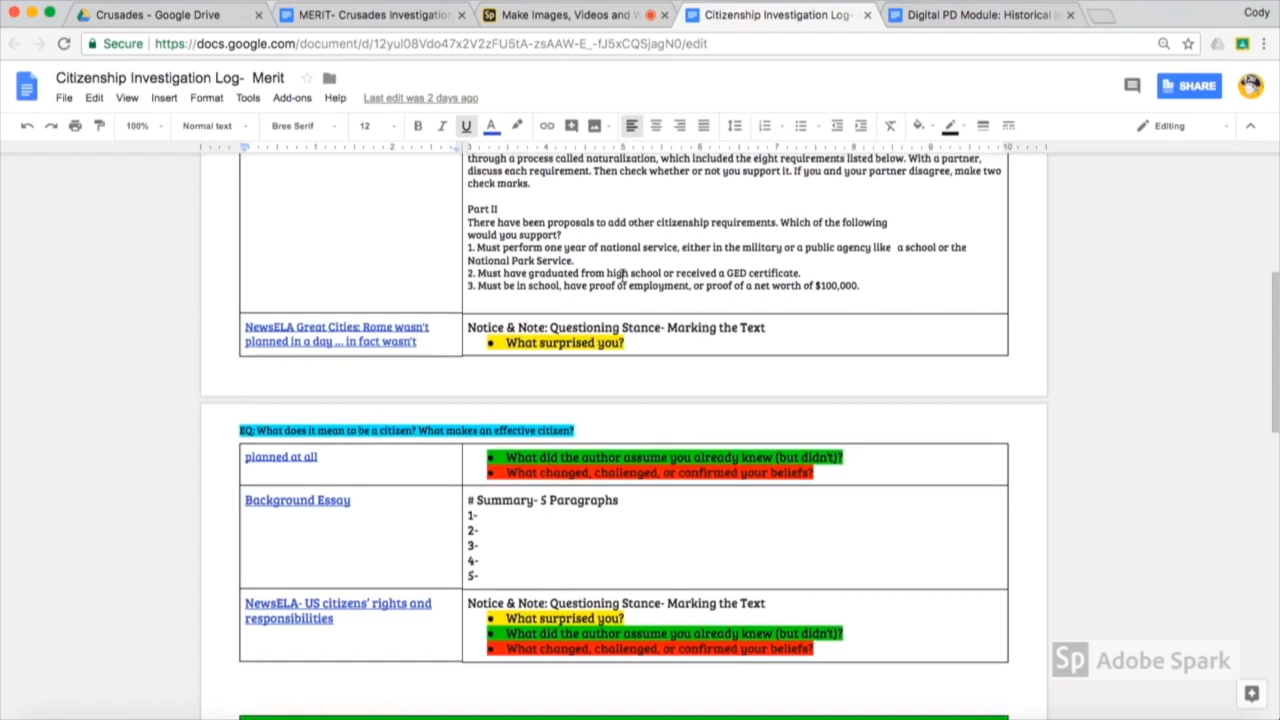 Crusades - Google Drive
MERIT- Crusades Investigation
Make Images, Videos and W
Citizenship Investigation Log-
Digital PD Module: Historical I
Cody
Secure
Citizenship Investigation Log-  Merit
SHARE
File Edit View Insert Format Tools Add-ons Help Last edit was 2 days ago
100% Normal text Bree Serif 12 B I U A Editing
1 2 3 4 5 6 7 8 9 10
through a process called naturalization, which included the eight requirements listed below. With a partner,
discuss each requirement. Then check whether or not you support it. If you and your partner disagree, make two
check marks.
Part II
There have been proposals to add other citizenship requirements. Which of the following
would you support?
1. Must perform one year of national service, either in the military or a public agency like  a school or the
National Park Service.
2. Must have graduated from high school or received a GED certificate.
3. Must be in school, have proof of employment, or proof of a net worth of $100,000.
NewsELA Great Cities: Rome wasn't
planned in a day ... in fact wasn't
Notice & Note: Questioning Stance- Marking the Text
● What surprised you?
EQ: What does it mean to be a citizen? What makes an effective citizen?
planned at all
● What did the author assume you already knew (but didn't)?
● What changed, challenged, or confirmed your beliefs?
Background Essay
# Summary- 5 Paragraphs
1-
2-
3-
4-
5-
NewsELA- US citizens' rights and
responsibilities
Notice & Note: Questioning Stance- Marking the Text
● What surprised you?
● What did the author assume you already knew (but didn't)?
● What changed, challenged, or confirmed your beliefs?
Sp Adobe Spark